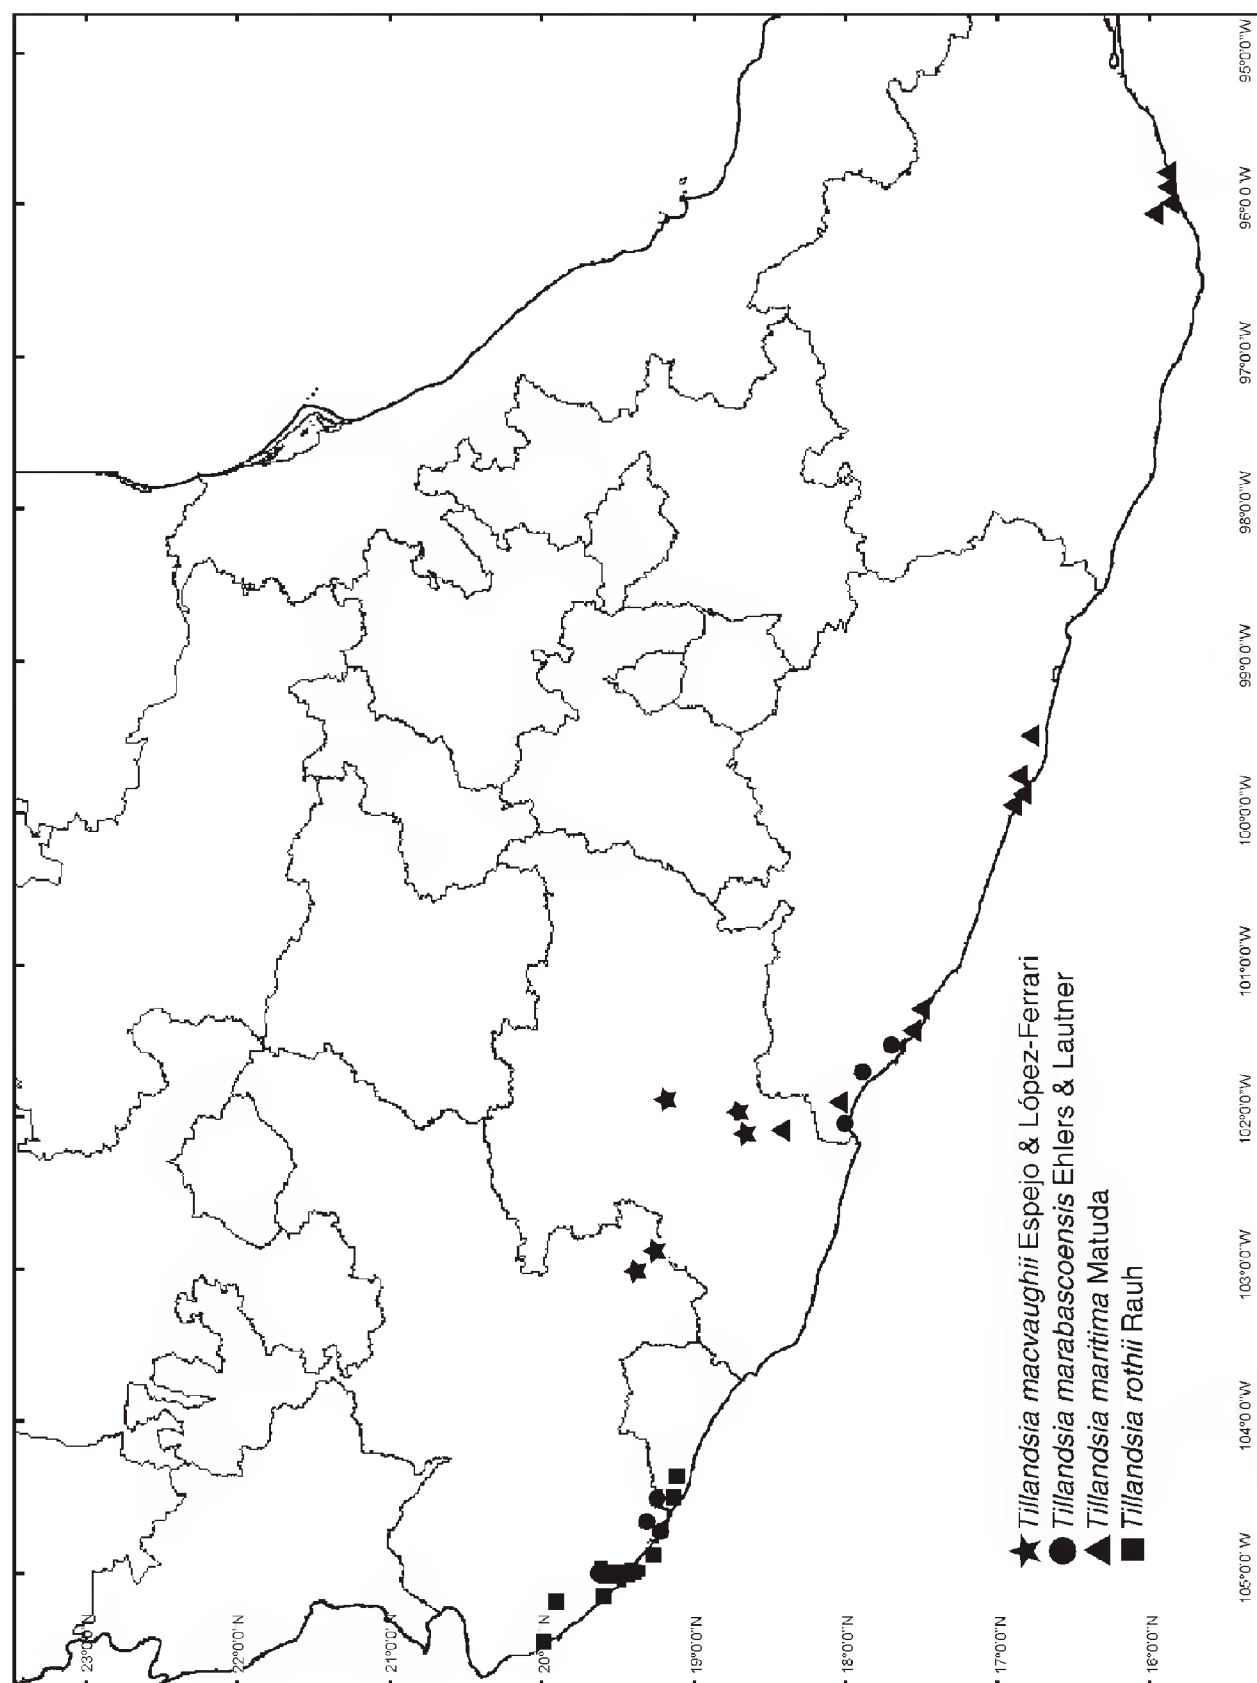 23°0'0"N
22°0'0"N
21°0'0"N
20°0'0"N
19°0'0"N
18°0'0"N
17°0'0"N
16°0'0"N
Tillandsia macvaughii Espejo & López-Ferrari
Tillandsia marabascoensis Ehlers & Lautner
Tillandsia maritima Matuda
Tillandsia rothii Rauh
105°0'0"W
104°0'0"W
103°0'0"W
102°0'0"W
101°0'0"W
100°0'0"W
99°0'0"W
98°0'0"W
97°0'0"W
96°0'0"W
95°0'0"W